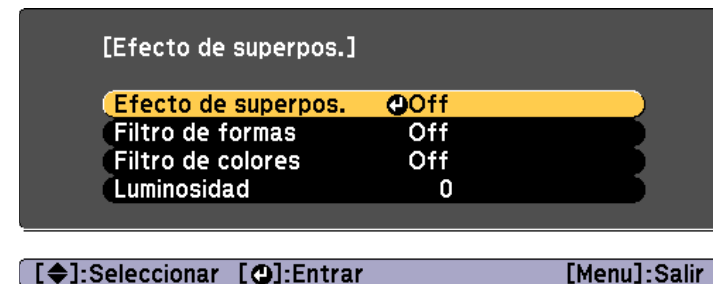 [Efecto de superpos.]
Efecto de superpos. Off
Filtro de formas Off
Filtro de colores Off
Luminosidad 0
[◆]:Seleccionar [↵]:Entrar [Menu]:Salir